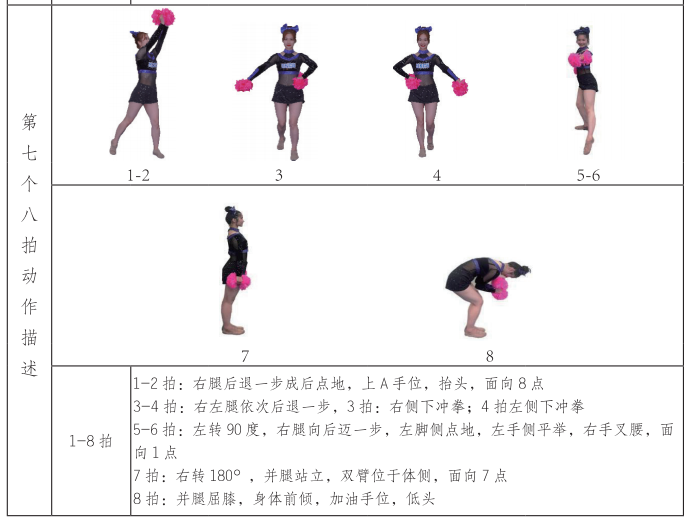 第七个八拍动作描述
1-2
3
4
5-6
7
8
1-8 拍
1-2 拍：右腿后退一步成后点地，上 A 手位，抬头，面向 8 点
3-4 拍：右左腿依次后退一步，3 拍：右侧下冲拳；4 拍左侧下冲拳
5-6 拍：左转 90 度，右腿向后迈一步，左脚侧点地，左手侧平举，右手叉腰，面
向 1 点
7 拍：右转 180°，并腿站立，双臂位于体侧，面向 7 点
8 拍：并腿屈膝，身体前倾，加油手位，低头